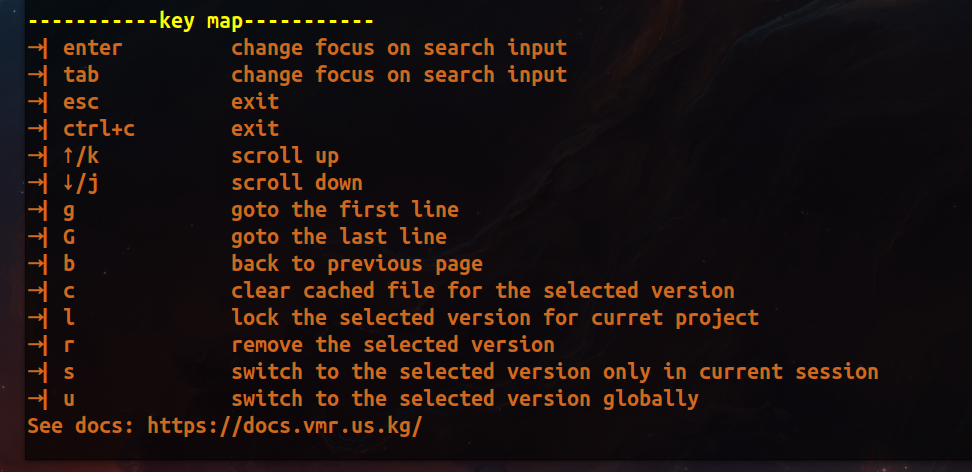 -----------key map-----------
→| enter change focus on search input
→| tab change focus on search input
→| esc exit
→| ctrl+c exit
→| ↑/k scroll up
→| ↓/j scroll down
→| g goto the first line
→| G goto the last line
→| b back to previous page
→| c clear cached file for the selected version
→| l lock the selected version for curret project
→| r remove the selected version
→| s switch to the selected version only in current session
→| u switch to the selected version globally
See docs: https://docs.vmr.us.kg/